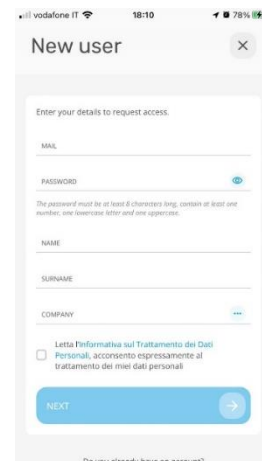 vodafone IT 18:10 78%
New user
Enter your details to request access.
MAIL
PASSWORD
The password must be at least 8 characters long, contain at least one
number, one lowercase letter and one uppercase.
NAME
SURNAME
COMPANY
Letta l'Informativa sul Trattamento dei Dati
Personali, acconsento espressamente al
trattamento dei miei dati personali
NEXT
Do you already have an account?